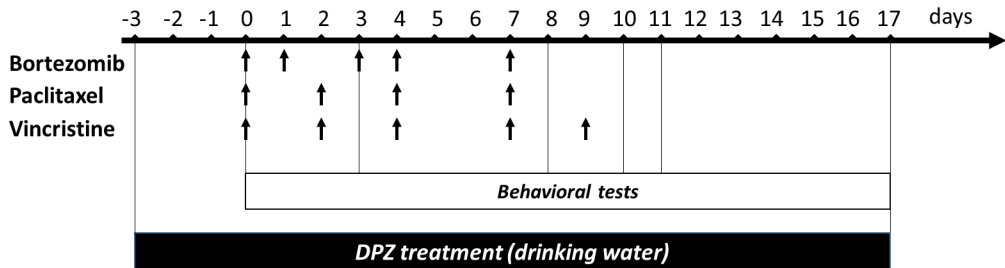 -3 -2 -1 0 1 2 3 4 5 6 7 8 9 10 11 12 13 14 15 16 17 days
Bortezomib
Paclitaxel
Vincristine
Behavioral tests
DPZ treatment (drinking water)